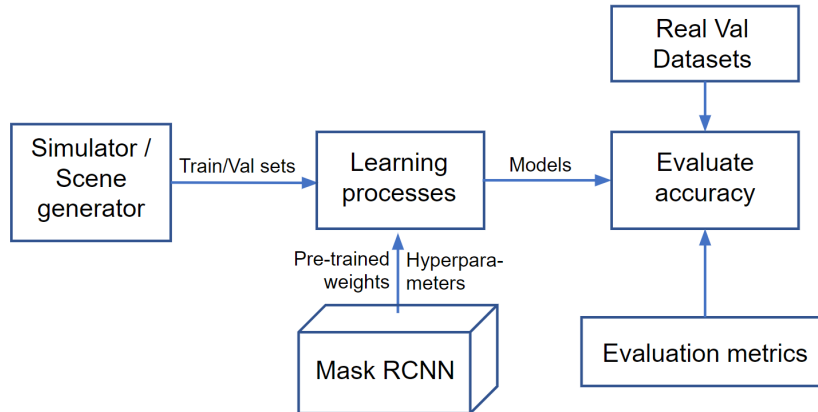 Real Val
Datasets
Simulator /
Scene
generator
Train/Val sets
Learning
processes
Models
Evaluate
accuracy
Pre-trained
weights
Hyperpara-
meters
Mask RCNN
Evaluation metrics